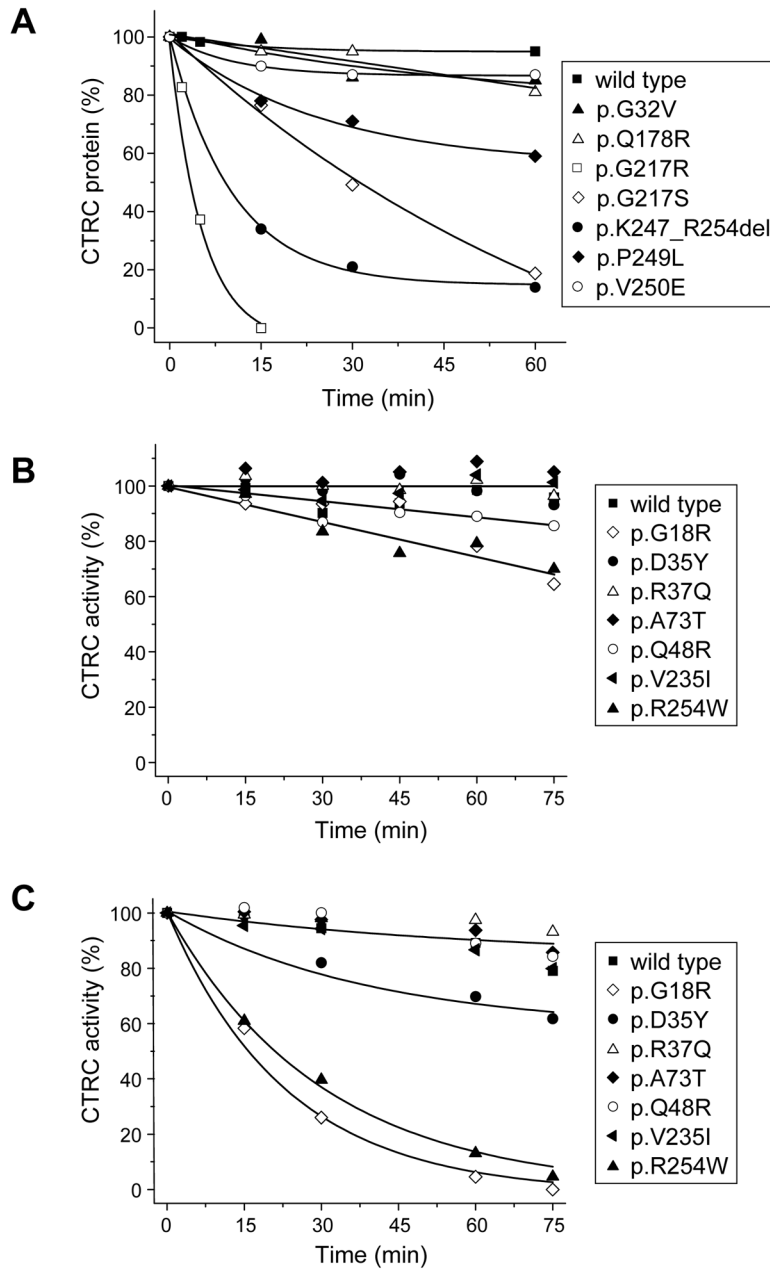 A
CTRC protein (%)
100
80
60
40
20
0
0 15 30 45 60
Time (min)
wild type
p.G32V
p.Q178R
p.G217R
p.G217S
p.K247_R254del
p.P249L
p.V250E
B
CTRC activity (%)
100
80
60
40
20
0
0 15 30 45 60 75
Time (min)
wild type
p.G18R
p.D35Y
p.R37Q
p.A73T
p.Q48R
p.V235I
p.R254W
C
CTRC activity (%)
100
80
60
40
20
0
0 15 30 45 60 75
Time (min)
wild type
p.G18R
p.D35Y
p.R37Q
p.A73T
p.Q48R
p.V235I
p.R254W